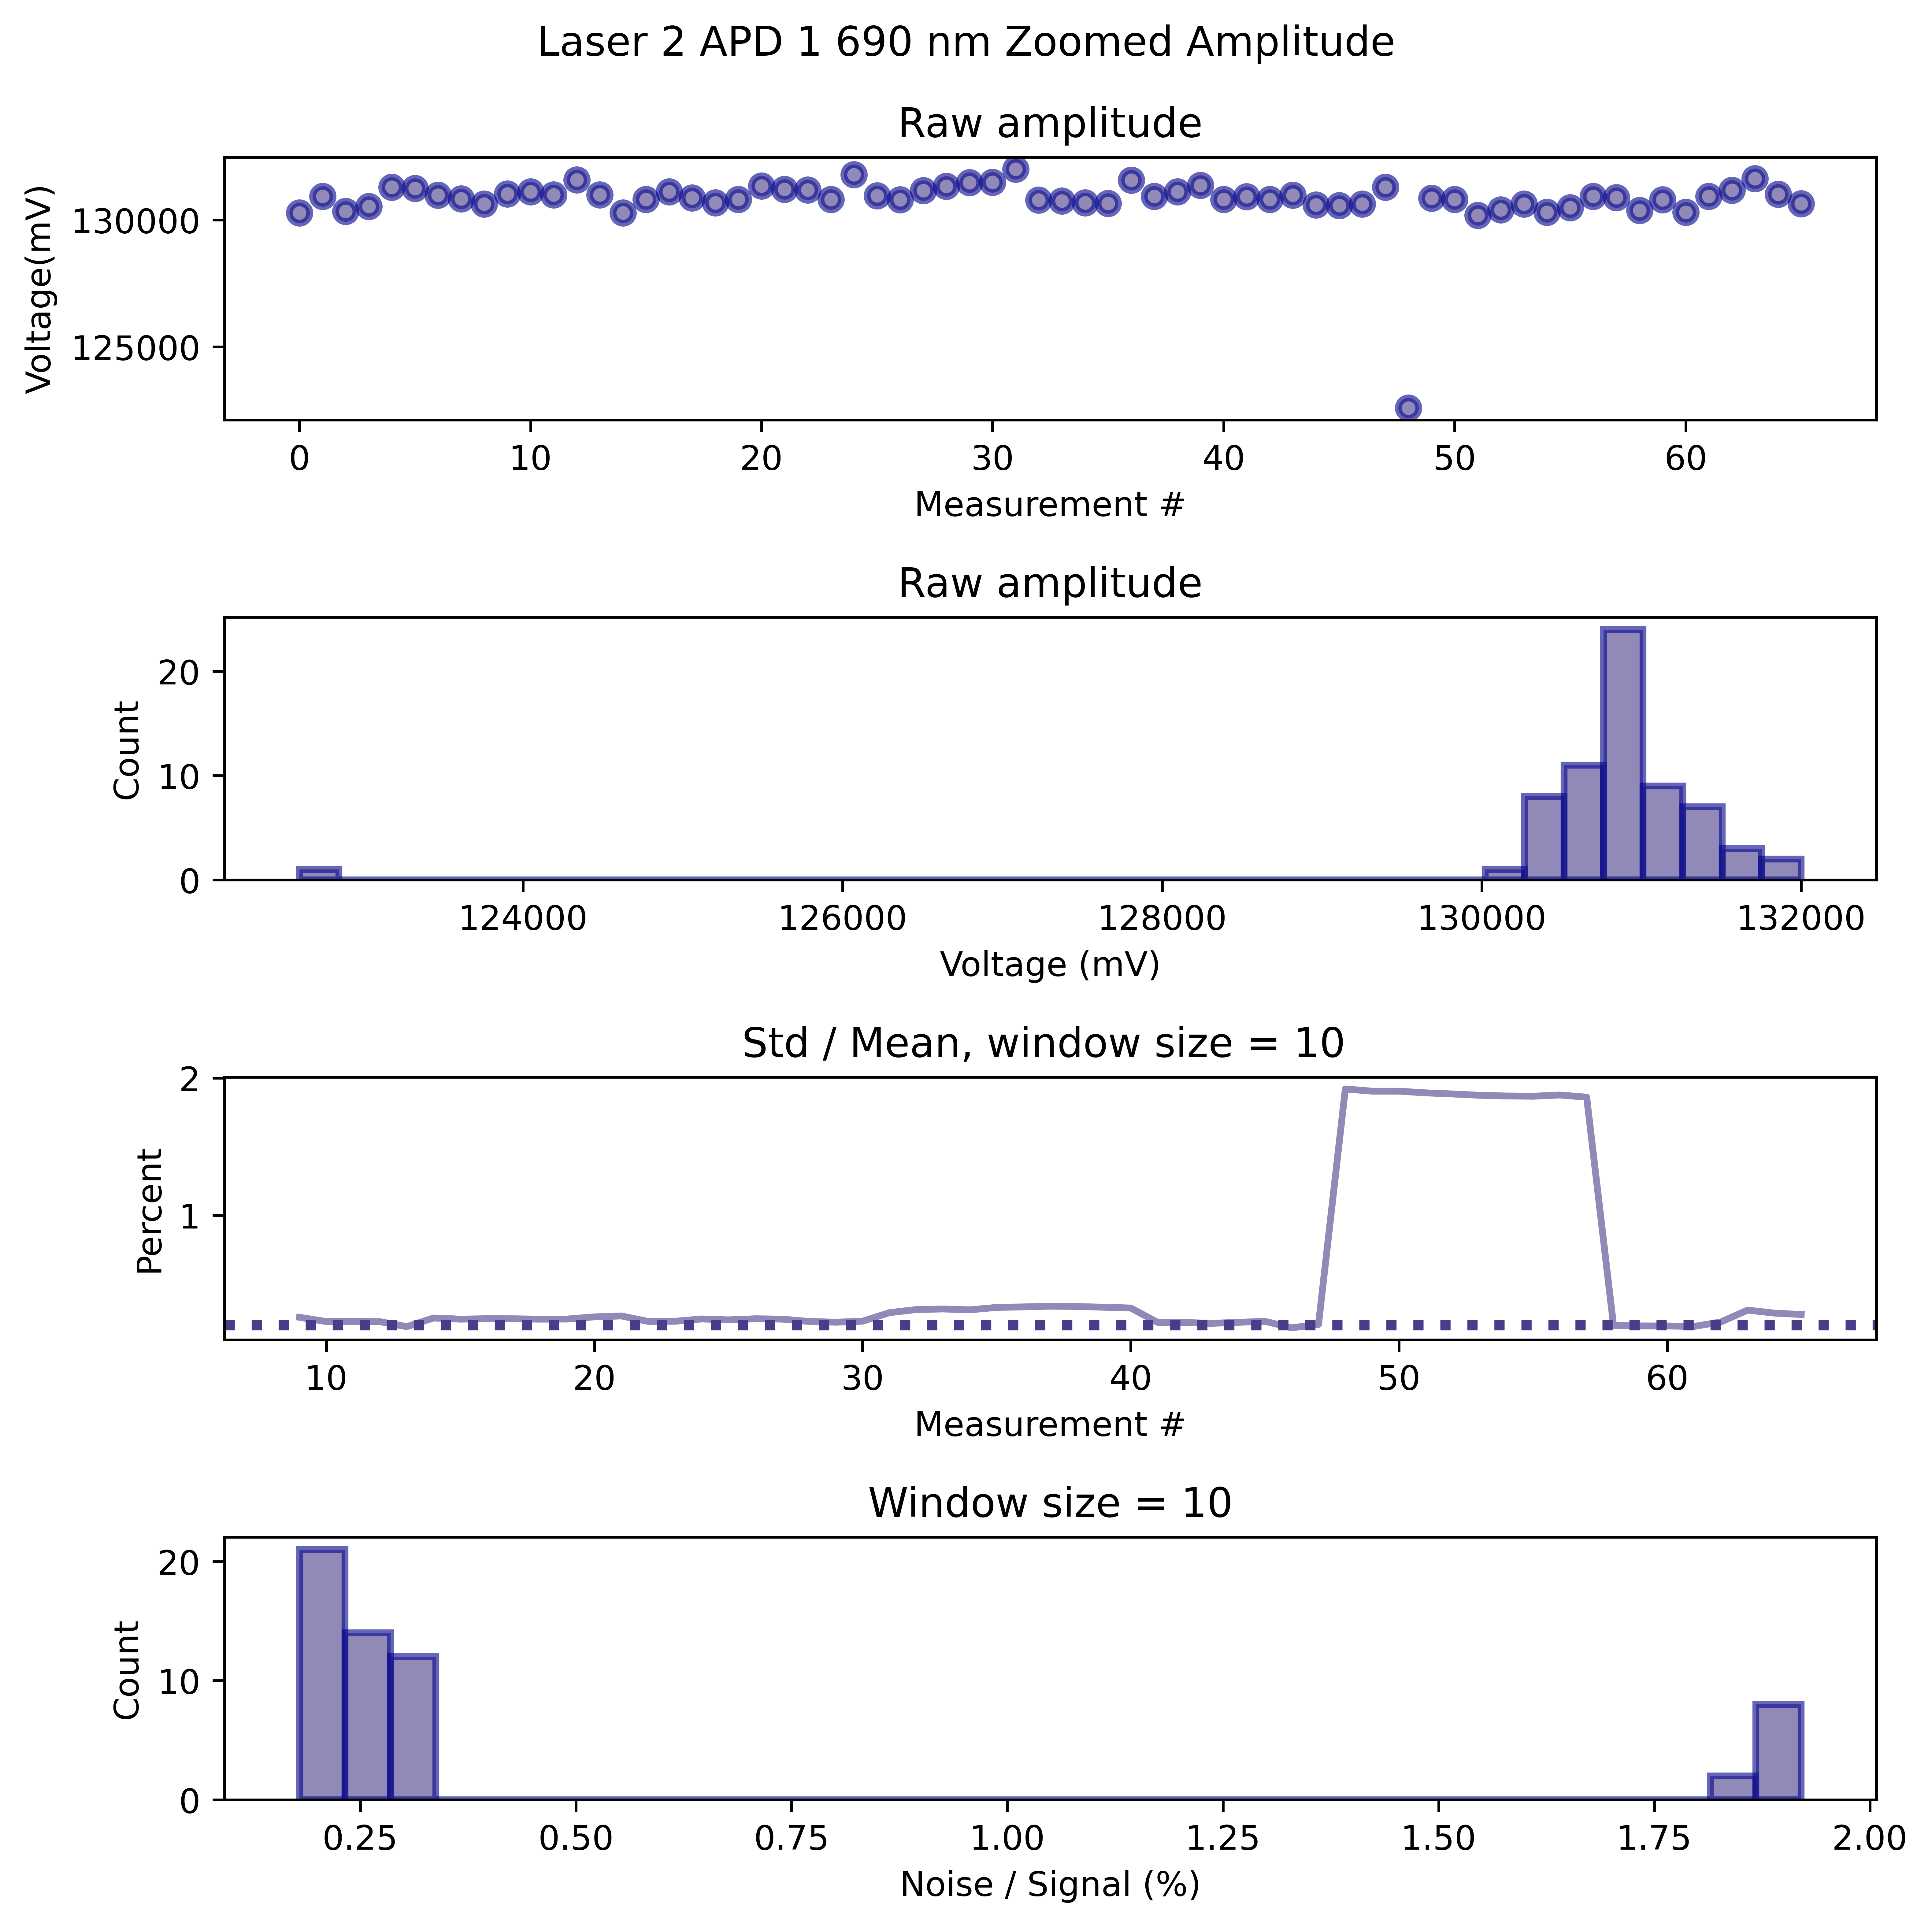 Laser 2 APD 1 690 nm Zoomed Amplitude
Raw amplitude
Voltage(mV)
130000
125000
0 10 20 30 40 50 60
Measurement #
Raw amplitude
Count
20
10
0
124000 126000 128000 130000 132000
Voltage (mV)
Std / Mean, window size = 10
Percent
2
1
10 20 30 40 50 60
Measurement #
Window size = 10
Count
20
10
0
0.25 0.50 0.75 1.00 1.25 1.50 1.75 2.00
Noise / Signal (%)